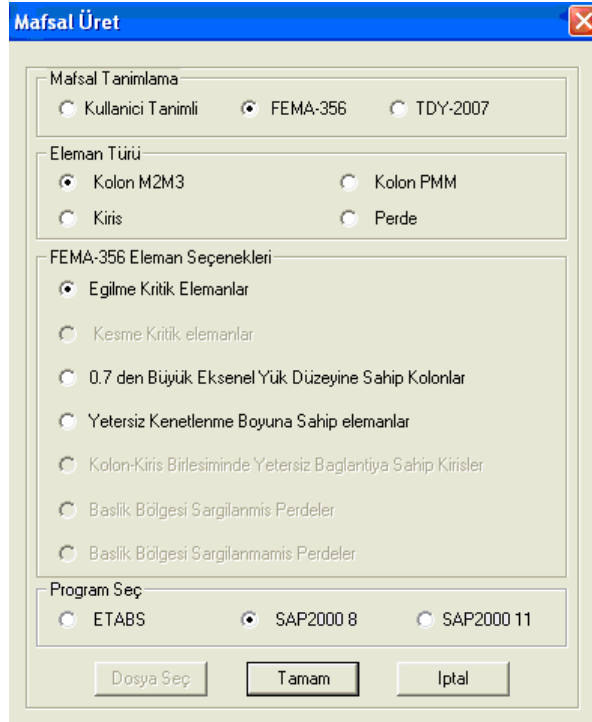 Mafsal Üret
Mafsal Tanimlama
Kullanici Tanimli FEMA-356 TDY-2007
Eleman Türü
Kolon M2M3 Kolon PMM
Kiris Perde
FEMA-356 Eleman Seçenekleri
Egilme Kritik Elemanlar
Kesme Kritik elemanlar
0.7 den Büyük Eksenel Yük Düzeyine Sahip Kolonlar
Yetersiz Kenetlenme Boyuna Sahip elemanlar
Kolon-Kiris Birlesiminde Yetersiz Baglantiya Sahip Kirisler
Baslik Bölgesi Sargilanmis Perdeler
Baslik Bölgesi Sargilanmamis Perdeler
Program Seç
ETABS SAP2000 8 SAP2000 11
Dosya Seç Tamam Iptal